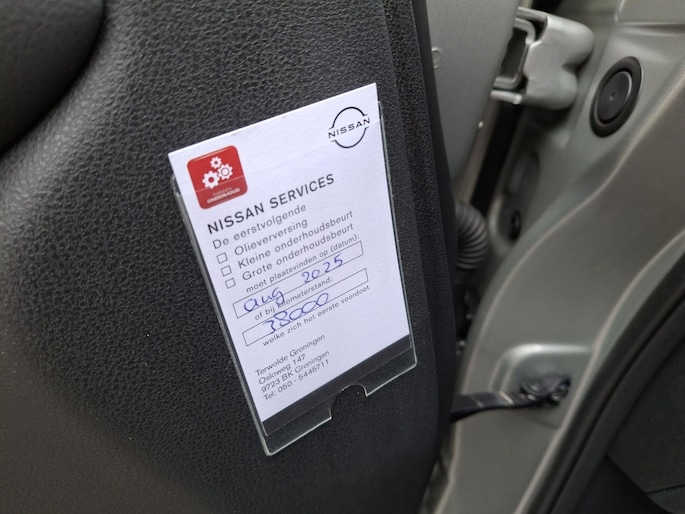 NISSAN
ONDERHOUD
NISSAN SERVICES
De eerstvolgende
Olieverversing
Kleine onderhoudsbeurt
Grote onderhoudsbeurt
moet plaatsvinden op (datum):
aug 2025
of bij kilometerstand:
38000
welke zich het eerste voordoet.
Terwolde Groningen
Osloweg 147
9723 BK Groningen
Tel: 050 - 5445711